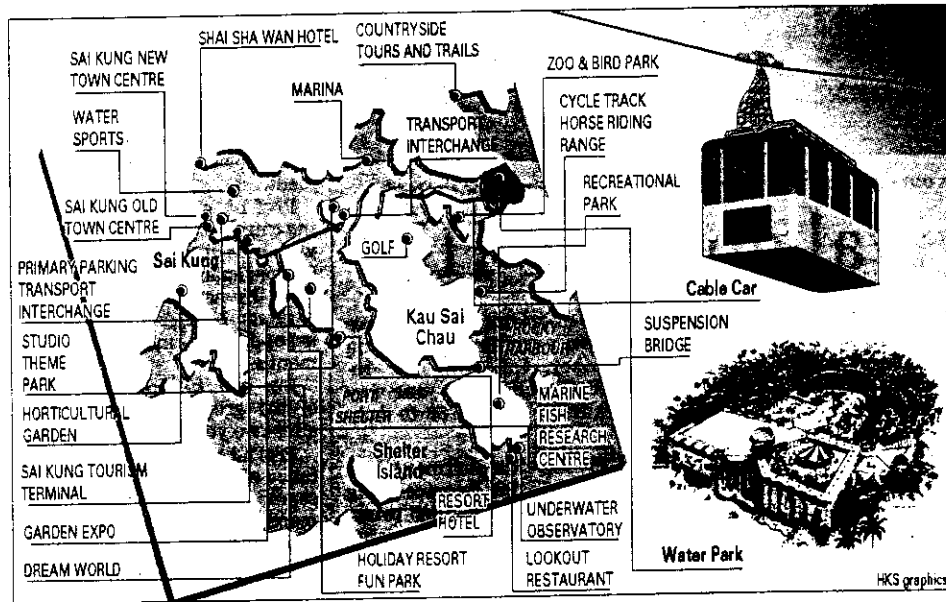 SHAI SHA WAN HOTEL
COUNTRYSIDE
TOURS AND TRAILS
SAI KUNG NEW
TOWN CENTRE
ZOO & BIRD PARK
MARINA
CYCLE TRACK
HORSE RIDING
RANGE
WATER
SPORTS
TRANSPORT
INTERCHANGE
RECREATIONAL
PARK
SAI KUNG OLD
TOWN CENTRE
GOLF
Sai Kung
PRIMARY PARKING
TRANSPORT
INTERCHANGE
Cable Car
Kau Sai
Chau
SUSPENSION
BRIDGE
STUDIO
THEME
PARK
ROCKY
HARBOUR
PORT
SHELTER
MARINE
FISH
RESEARCH
CENTRE
HORTICULTURAL
GARDEN
Shelter
Island
SAI KUNG TOURISM
TERMINAL
RESORT
HOTEL
UNDERWATER
OBSERVATORY
GARDEN EXPO
Water Park
DREAM WORLD
HOLIDAY RESORT
FUN PARK
LOOKOUT
RESTAURANT
HKS graphics